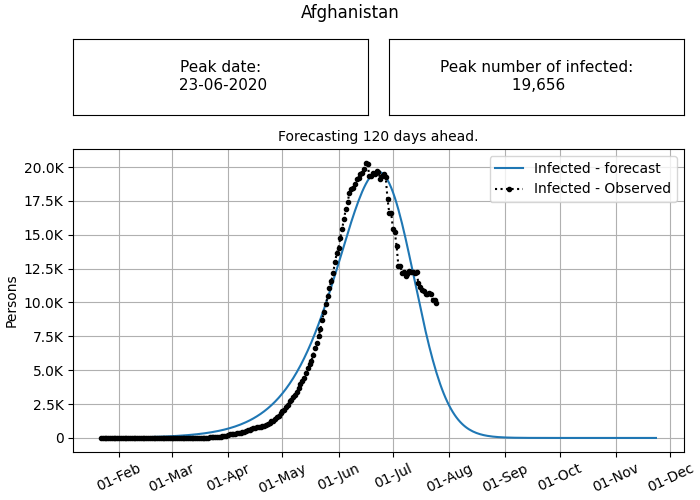 Afghanistan
Peak date:
23-06-2020
Peak number of infected:
19,656
Forecasting 120 days ahead.
Infected - forecast
Infected - Observed
Persons
20.0K
17.5K
15.0K
12.5K
10.0K
7.5K
5.0K
2.5K
0
01-Feb
01-Mar
01-Apr
01-May
01-Jun
01-Jul
01-Aug
01-Sep
01-Oct
01-Nov
01-Dec